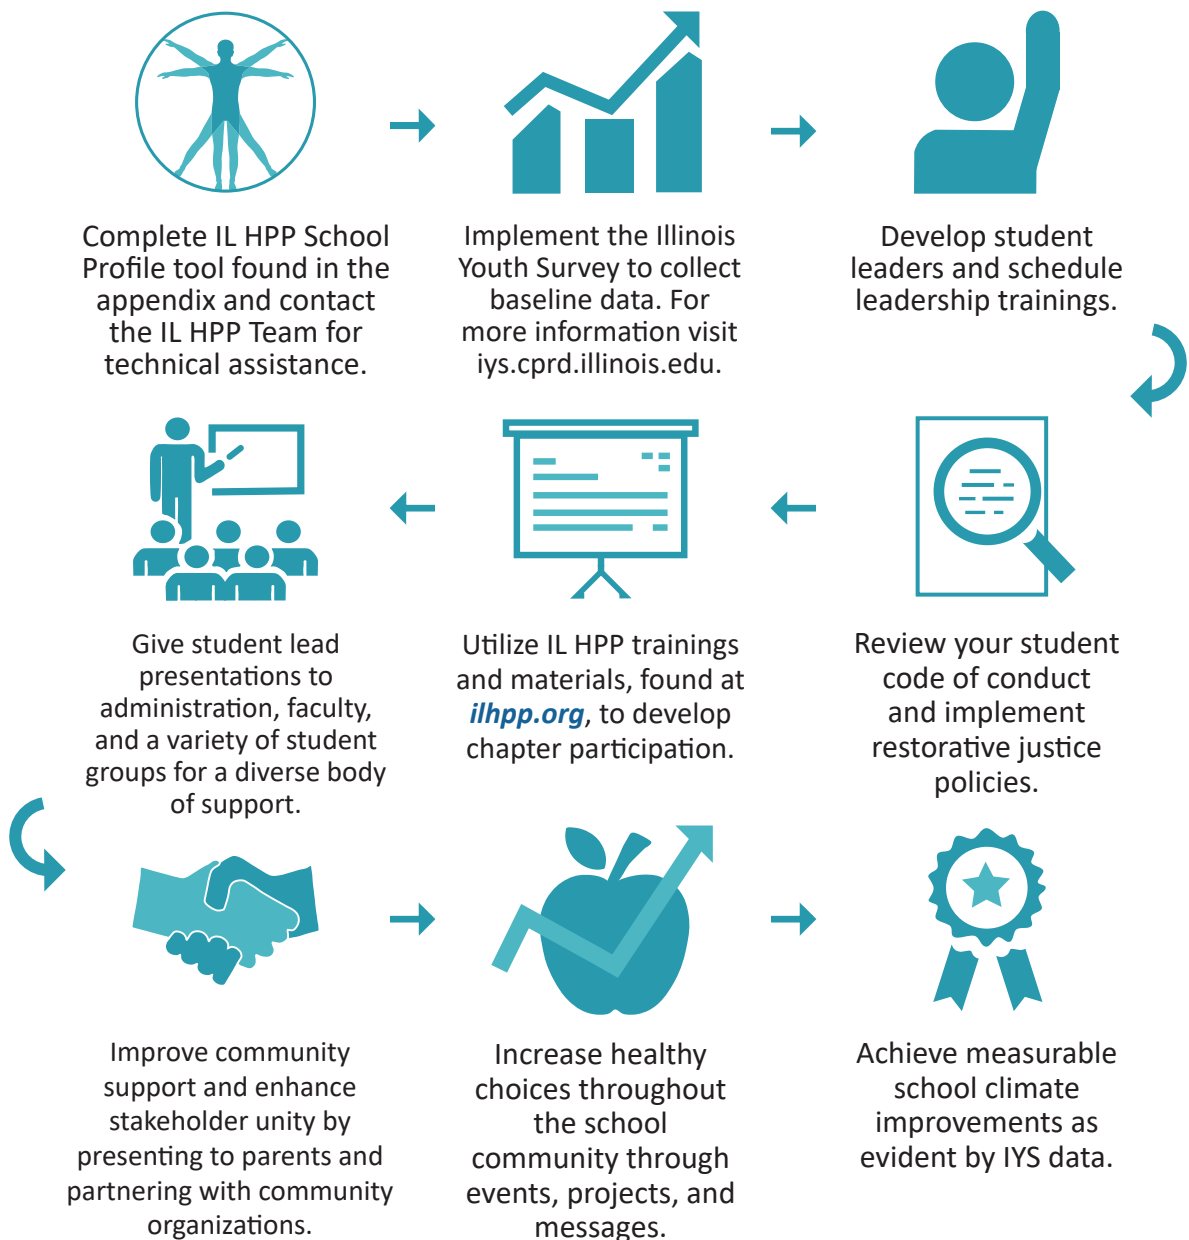 Complete IL HPP School
Profile tool found in the
appendix and contact
the IL HPP Team for
technical assistance.
Implement the Illinois
Youth Survey to collect
baseline data. For
more information visit
iys.cprd.illinois.edu.
Develop student
leaders and schedule
leadership trainings.
Review your student
code of conduct
and implement
restorative justice
policies.
Utilize IL HPP trainings
and materials, found at
ilhpp.org, to develop
chapter participation.
Give student lead
presentations to
administration, faculty,
and a variety of student
groups for a diverse body
of support.
Improve community
support and enhance
stakeholder unity by
presenting to parents and
partnering with community
organizations.
Increase healthy
choices throughout
the school
community through
events, projects, and
messages.
Achieve measurable
school climate
improvements as
evident by IYS data.